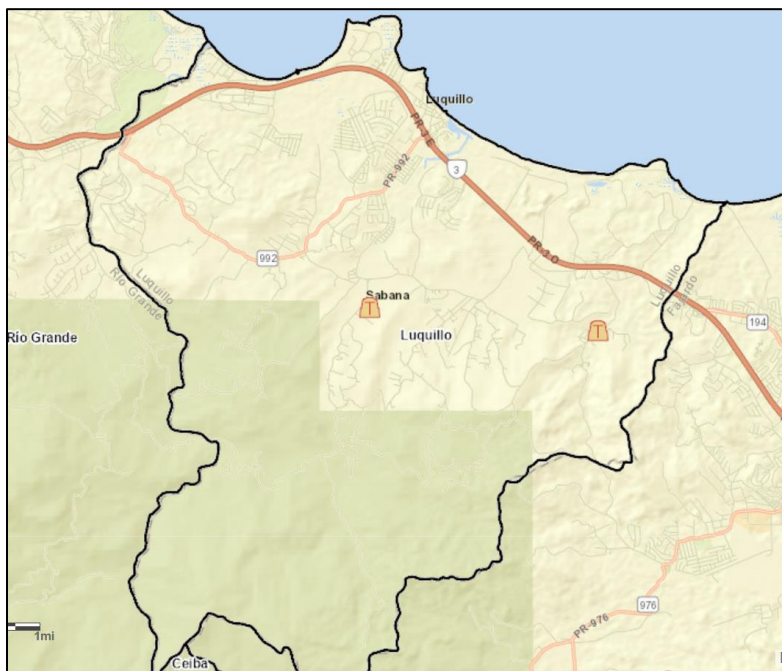 Luquillo
PR-3 E
PR-992
3
992
PR-3 O
Luquillo
Río Grande
Luquillo
Fajardo
Sabana
T
T
Río Grande
Luquillo
194
976
PR-976
1mi
Ceiba